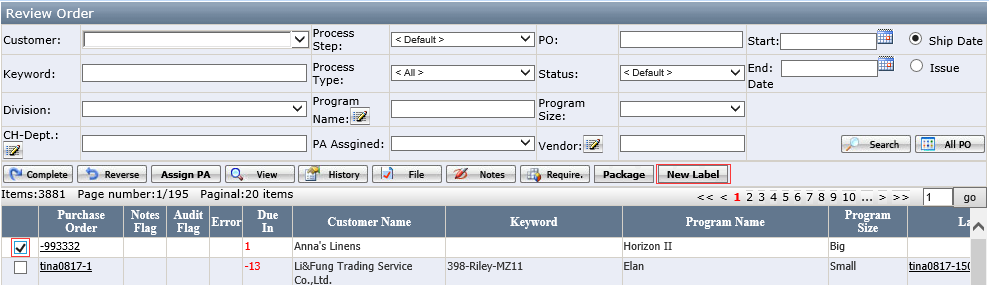 Review Order
Customer: Process Step: < Default > PO: Start: Ship Date
Keyword: Process Type: < All > Status: < Default > End: Date Issue
Division: Program Name: Program Size:
CH-Dept.: PA Assgined: Vendor: Search All PO
Complete Reverse Assign PA View History File Notes Require. Package New Label
Items:3881 Page number:1/195 Paginal:20 items << < 1 2 3 4 5 6 7 8 9 10 ... > >> 1 go
Purchase Order Notes Flag Audit Flag Error Due In Customer Name Keyword Program Name Program Size La
-993332 1 Anna's Linens Horizon II Big
tina0817-1 -13 Li&Fung Trading Service Co.,Ltd. 398-Riley-MZ11 Elan Small tina0817-150